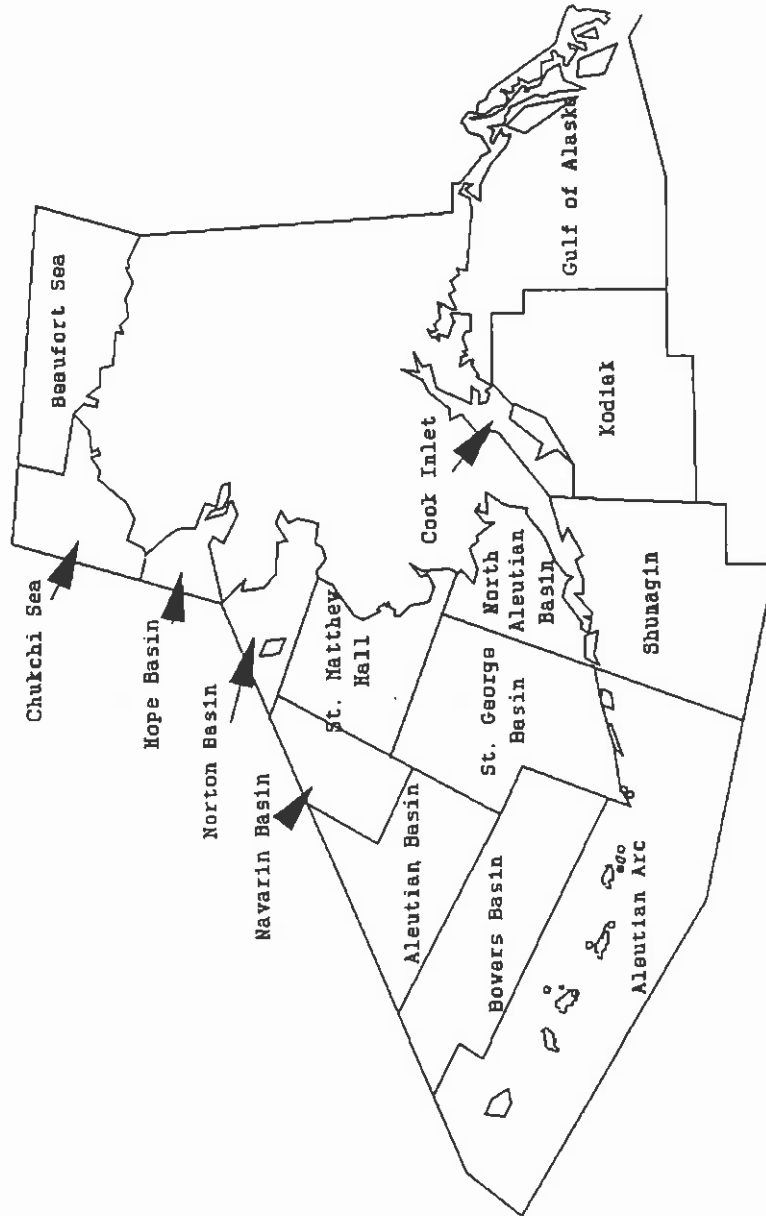 Beaufort Sea
Chukchi Sea
Hope Basin
Norton Basin
Navarin Basin
St. Matthey
Hall
Aleutian Basin
Bowers Basin
St. George
Basin
North
Aleutian
Basin
Cook Inlet
Gulf of Alaska
Kodiak
Shumagin
Aleutian Arc